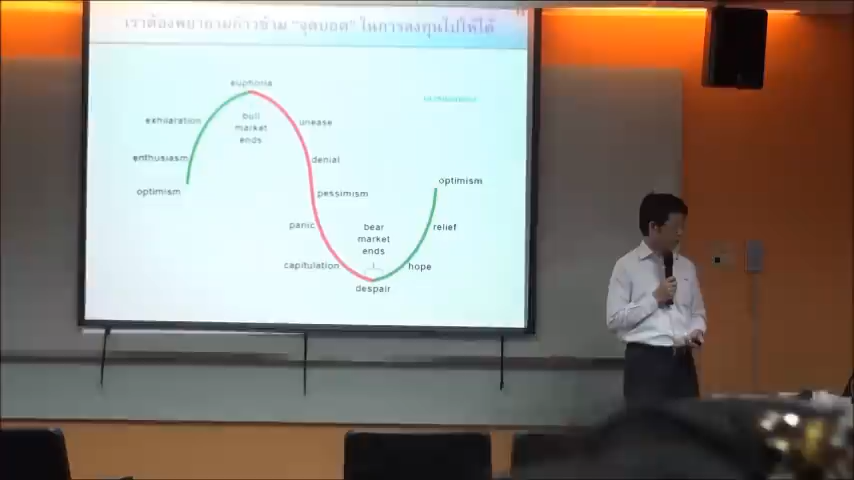 เราต้องพยายามก้าวข้าม "จุดบอด" ในการลงทุนไปให้ได้
euphoria
exhilaration
bull
market
ends
unease
enthusiasm
denial
optimism
pessimism
optimism
panic
bear
market
ends
relief
capitulation
hope
despair